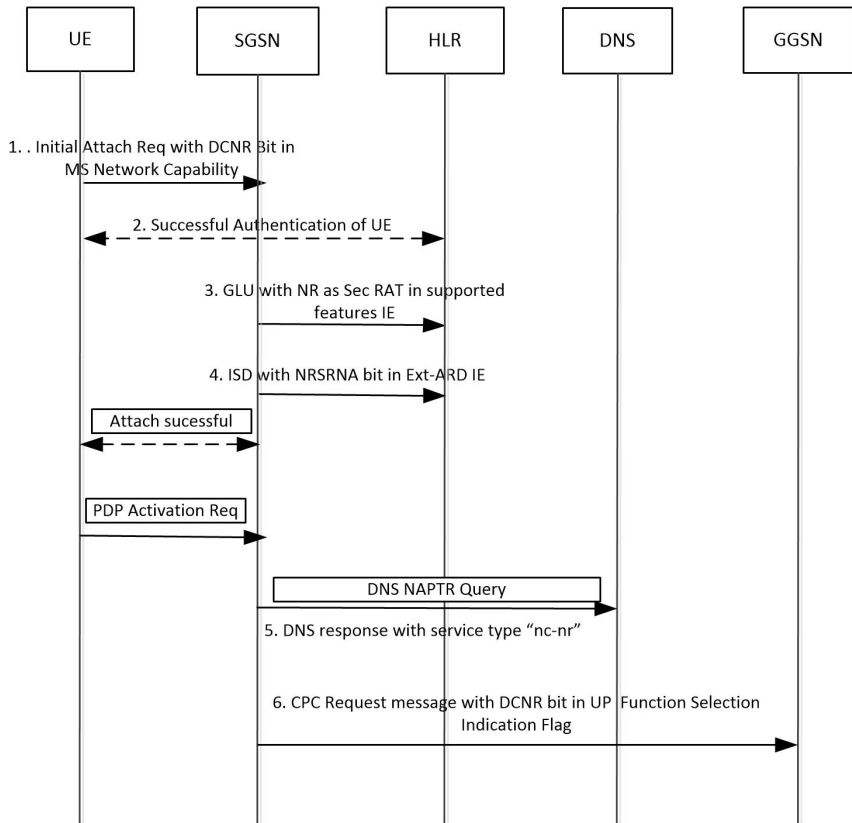 UE
SGSN
HLR
DNS
GGSN
1. . Initial Attach Req with DCNR Bit in
MS Network Capability
2. Successful Authentication of UE
3. GLU with NR as Sec RAT in supported
features IE
4. ISD with NRSRNA bit in Ext-ARD IE
Attach sucessful
PDP Activation Req
DNS NAPTR Query
5. DNS response with service type “nc-nr”
6. CPC Request message with DCNR bit in UP Function Selection
Indication Flag